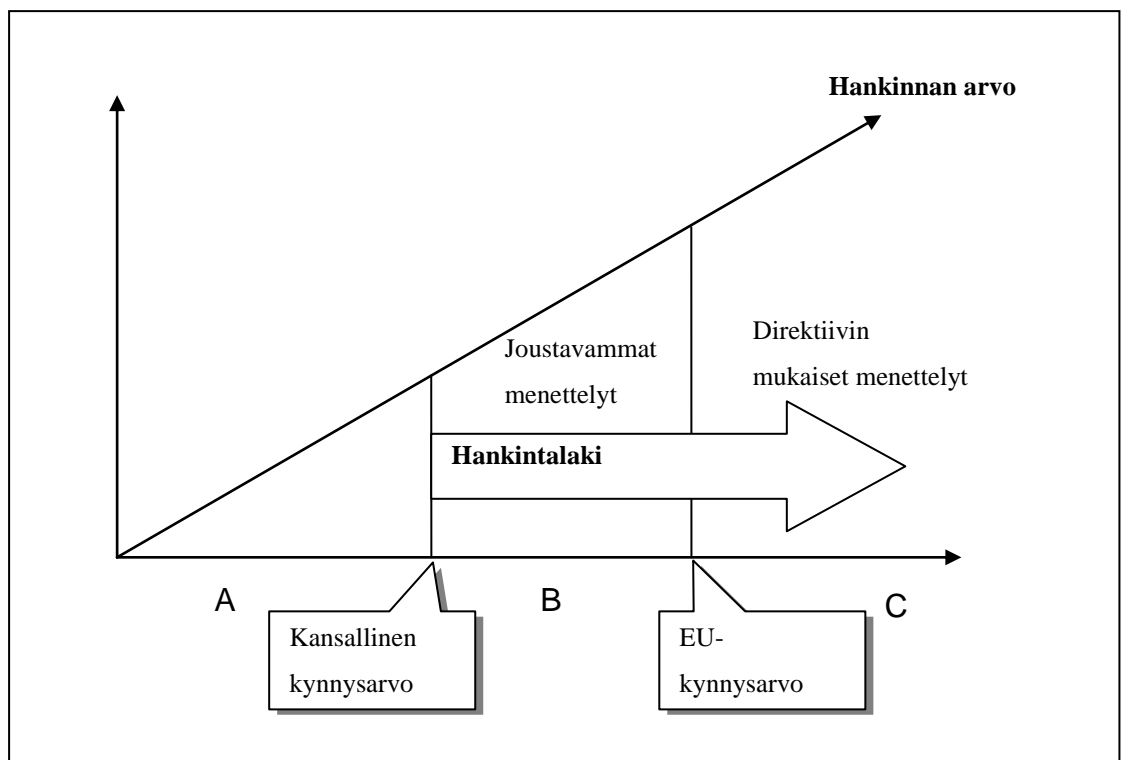 Hankinnan arvo
Joustavammat
menettelyt
Direktiivin
mukaiset menettelyt
Hankintalaki
A
B
C
Kansallinen
kynnysarvo
EU-
kynnysarvo